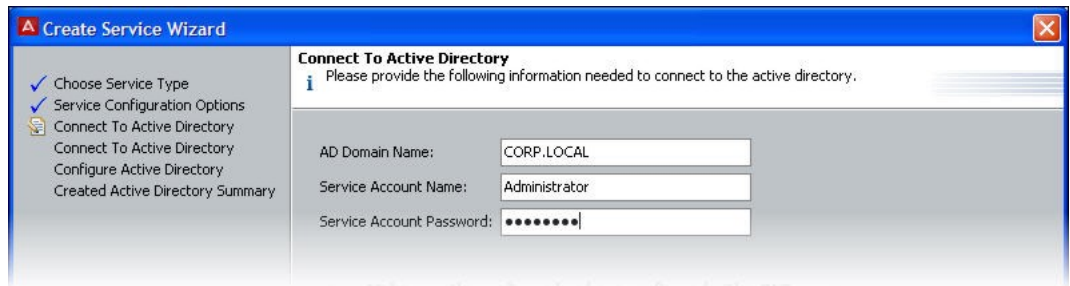 Create Service Wizard
Choose Service Type
Service Configuration Options
Connect To Active Directory
Connect To Active Directory
Configure Active Directory
Created Active Directory Summary
Connect To Active Directory
Please provide the following information needed to connect to the active directory.
AD Domain Name: CORP.LOCAL
Service Account Name: Administrator
Service Account Password: ●●●●●●●●